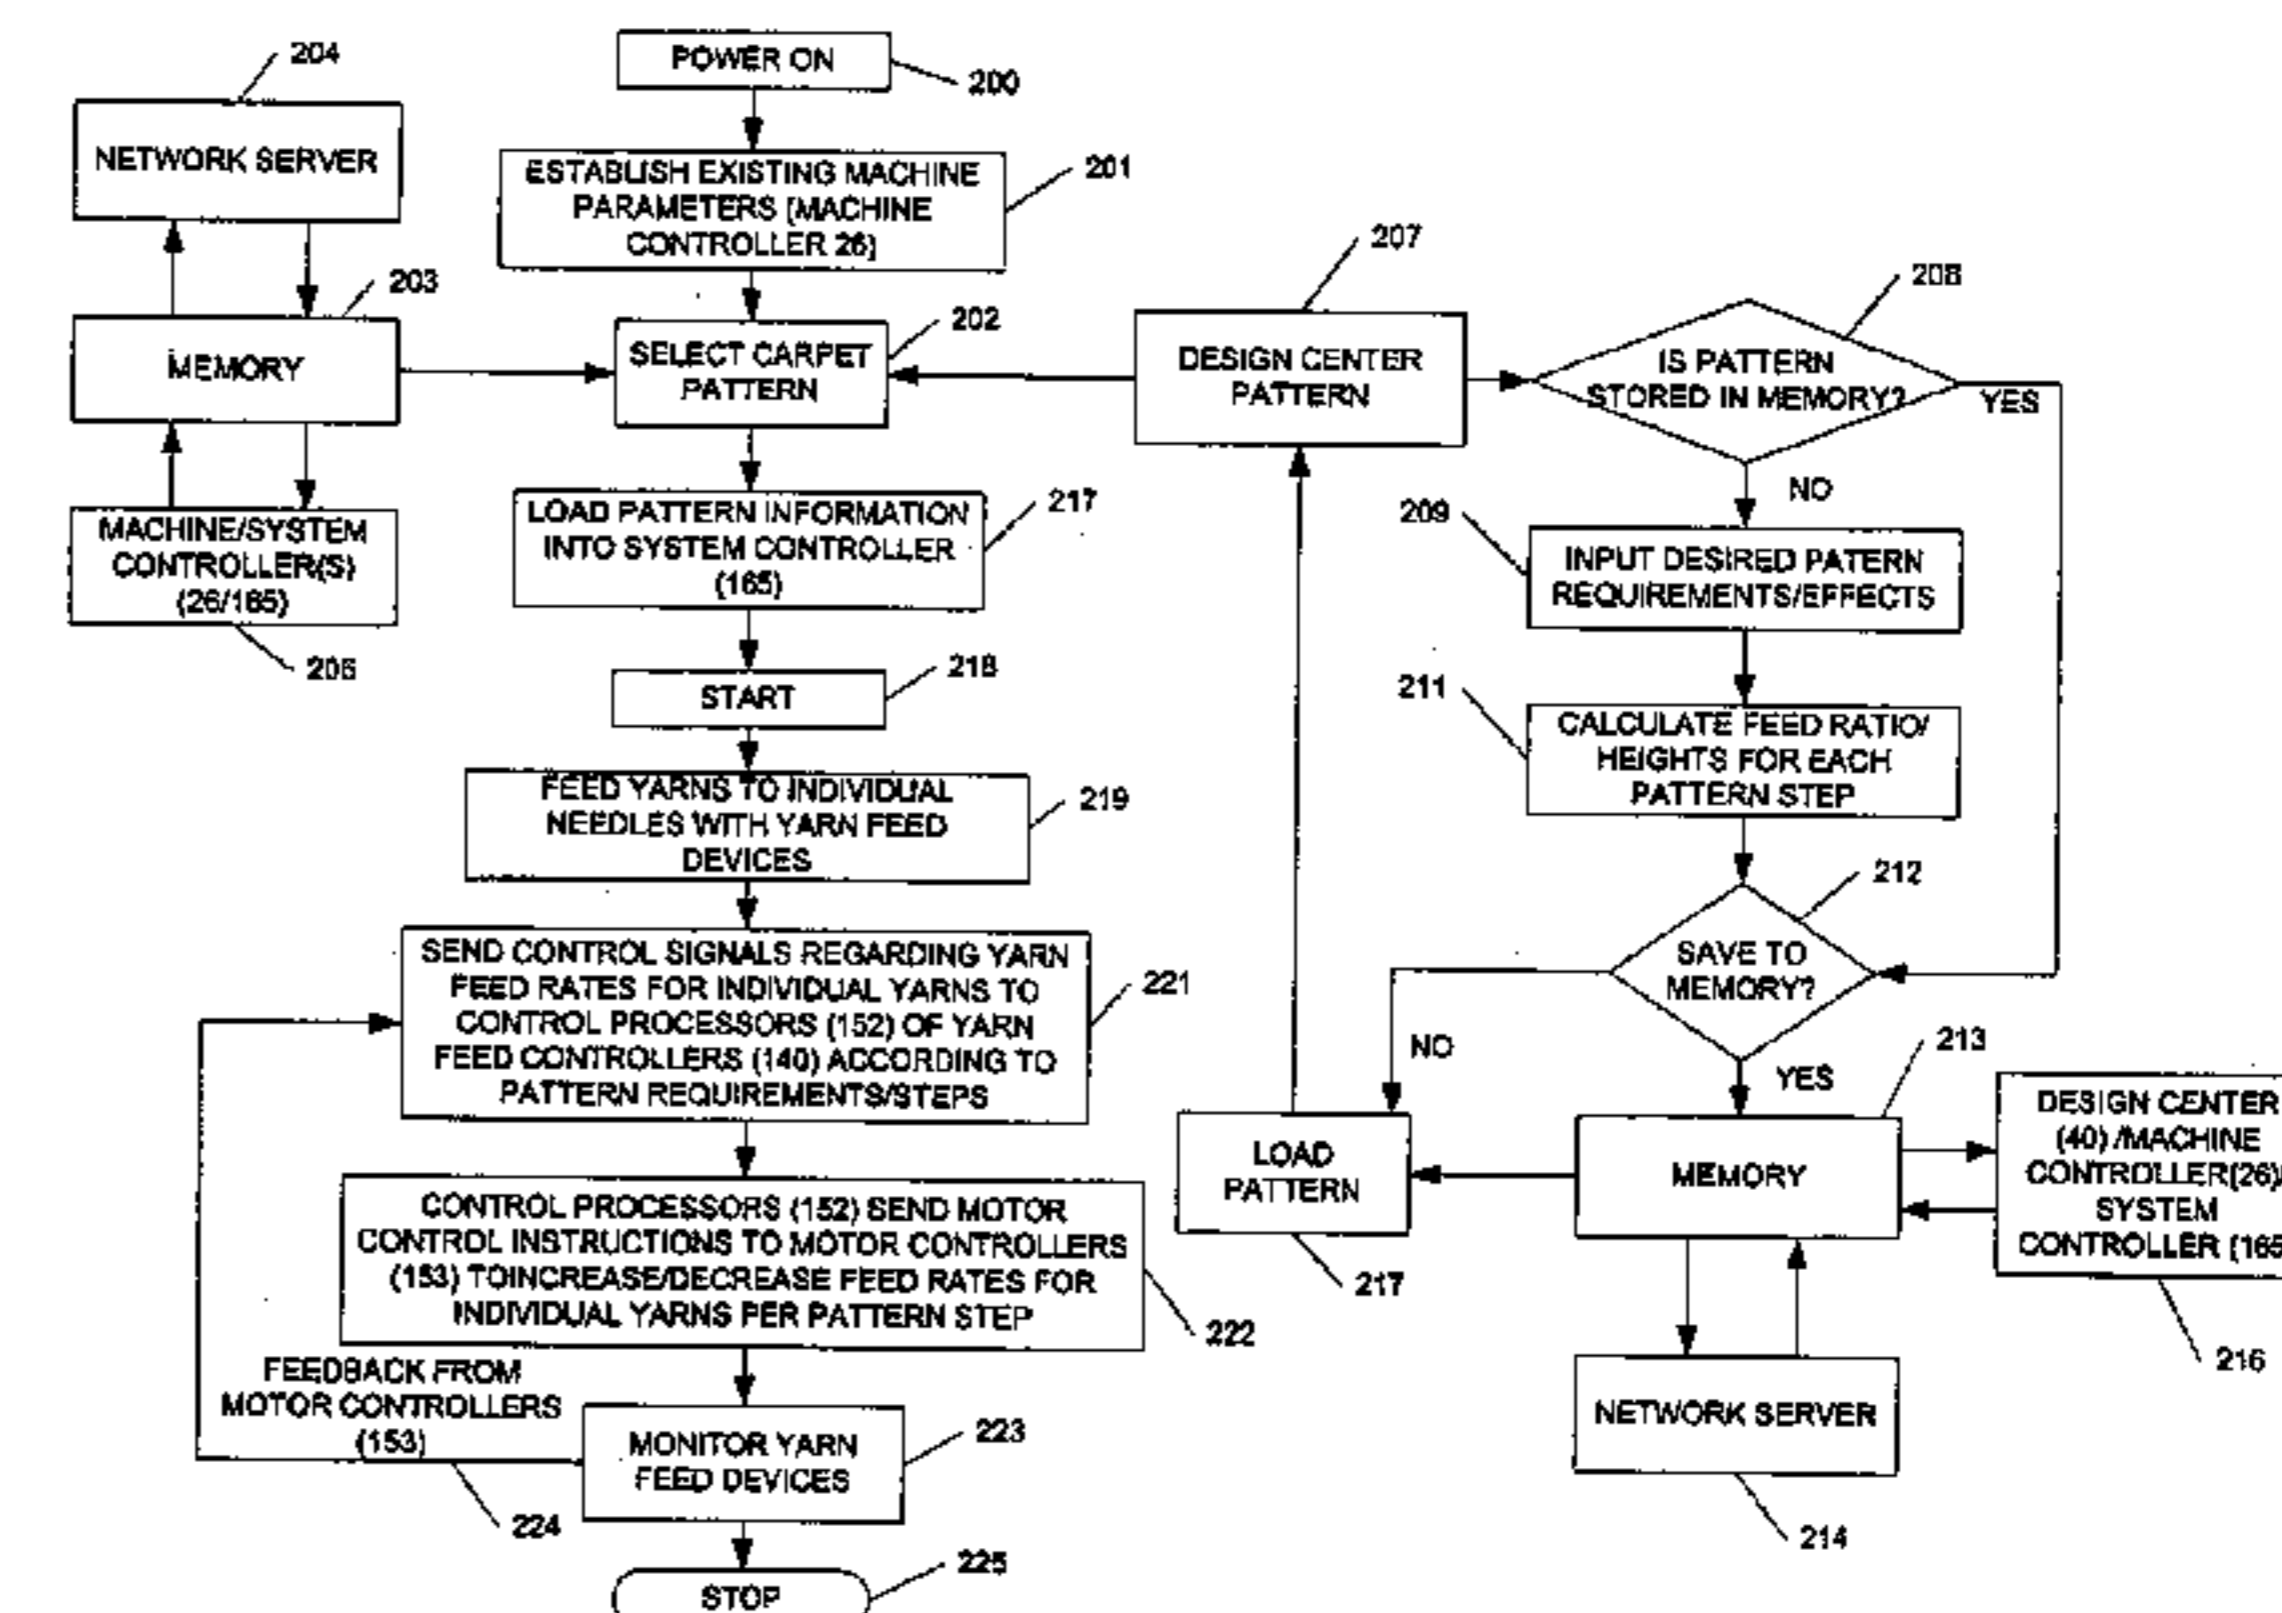 204
NETWORK SERVER
203
MEMORY
MACHINE/SYSTEM
CONTROLLER(S)
(26/165)
206
POWER ON
200
ESTABLISH EXISTING MACHINE
PARAMETERS (MACHINE
CONTROLLER 26)
201
SELECT CARPET
PATTERN
202
LOAD PATTERN INFORMATION
INTO SYSTEM CONTROLLER
(165)
217
START
218
FEED YARNS TO INDIVIDUAL
NEEDLES WITH YARN FEED
DEVICES
219
SEND CONTROL SIGNALS REGARDING YARN
FEED RATES FOR INDIVIDUAL YARNS TO
CONTROL PROCESSORS (152) OF YARN
FEED CONTROLLERS (140) ACCORDING TO
PATTERN REQUIREMENTS/STEPS
221
CONTROL PROCESSORS (152) SEND MOTOR
CONTROL INSTRUCTIONS TO MOTOR CONTROLLERS
(153) TOINCREASE/DECREASE FEED RATES FOR
INDIVIDUAL YARNS PER PATTERN STEP
222
FEEDBACK FROM
MOTOR CONTROLLERS
(153)
224
MONITOR YARN
FEED DEVICES
223
STOP
225
207
DESIGN CENTER
PATTERN
208
IS PATTERN
STORED IN MEMORY?
YES
NO
209
INPUT DESIRED PATERN
REQUIREMENTS/EFFECTS
211
CALCULATE FEED RATIO/
HEIGHTS FOR EACH
PATTERN STEP
212
SAVE TO
MEMORY?
NO
YES
LOAD
PATTERN
217
213
MEMORY
DESIGN CENTER
(40) /MACHINE
CONTROLLER(26)/
SYSTEM
CONTROLLER (165
216
NETWORK SERVER
214